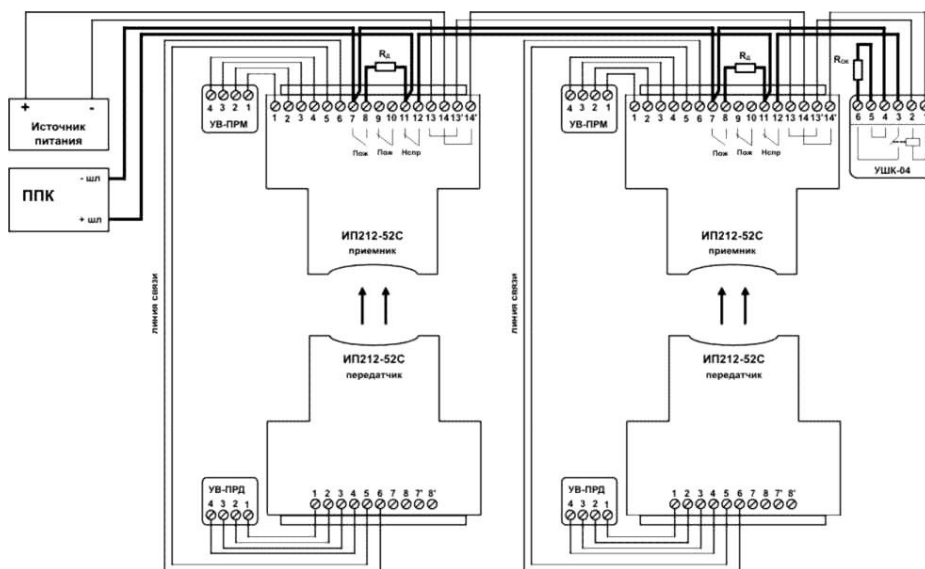 + -
Источник
питания
ППК
- шл
+ шл
4 3 2 1
УВ-ПРМ
Rд
1 2 3 4 5 6 7 8 9 10 11 12 13 14 13' 14'
Пож Пож Нспр
ИП212-52С
приемник
линия связи
ИП212-52С
передатчик
УВ-ПРД
4 3 2 1
1 2 3 4 5 6 7 8 7' 8'
4 3 2 1
УВ-ПРМ
Rд
1 2 3 4 5 6 7 8 9 10 11 12 13 14 13' 14'
Пож Пож Нспр
ИП212-52С
приемник
линия связи
ИП212-52С
передатчик
УВ-ПРД
4 3 2 1
1 2 3 4 5 6 7 8 7' 8'
Rок
6 5 4 3 2 1
УШК-04